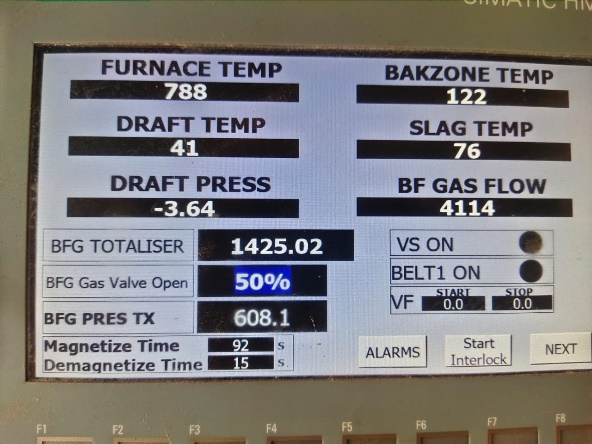 SIMATIC HMI
FURNACE TEMP
788
BAKZONE TEMP
122
DRAFT TEMP
41
SLAG TEMP
76
DRAFT PRESS
-3.64
BF GAS FLOW
4114
BFG TOTALISER 1425.02
BFG Gas Valve Open 50%
BFG PRES TX 608.1
Magnetize Time 92 s
Demagnetize Time 15 s
VS ON
BELT1 ON
VF START 0.0 STOP 0.0
ALARMS
Start
Interlock
NEXT
F1 F2 F3 F4 F5 F6 F7 F8